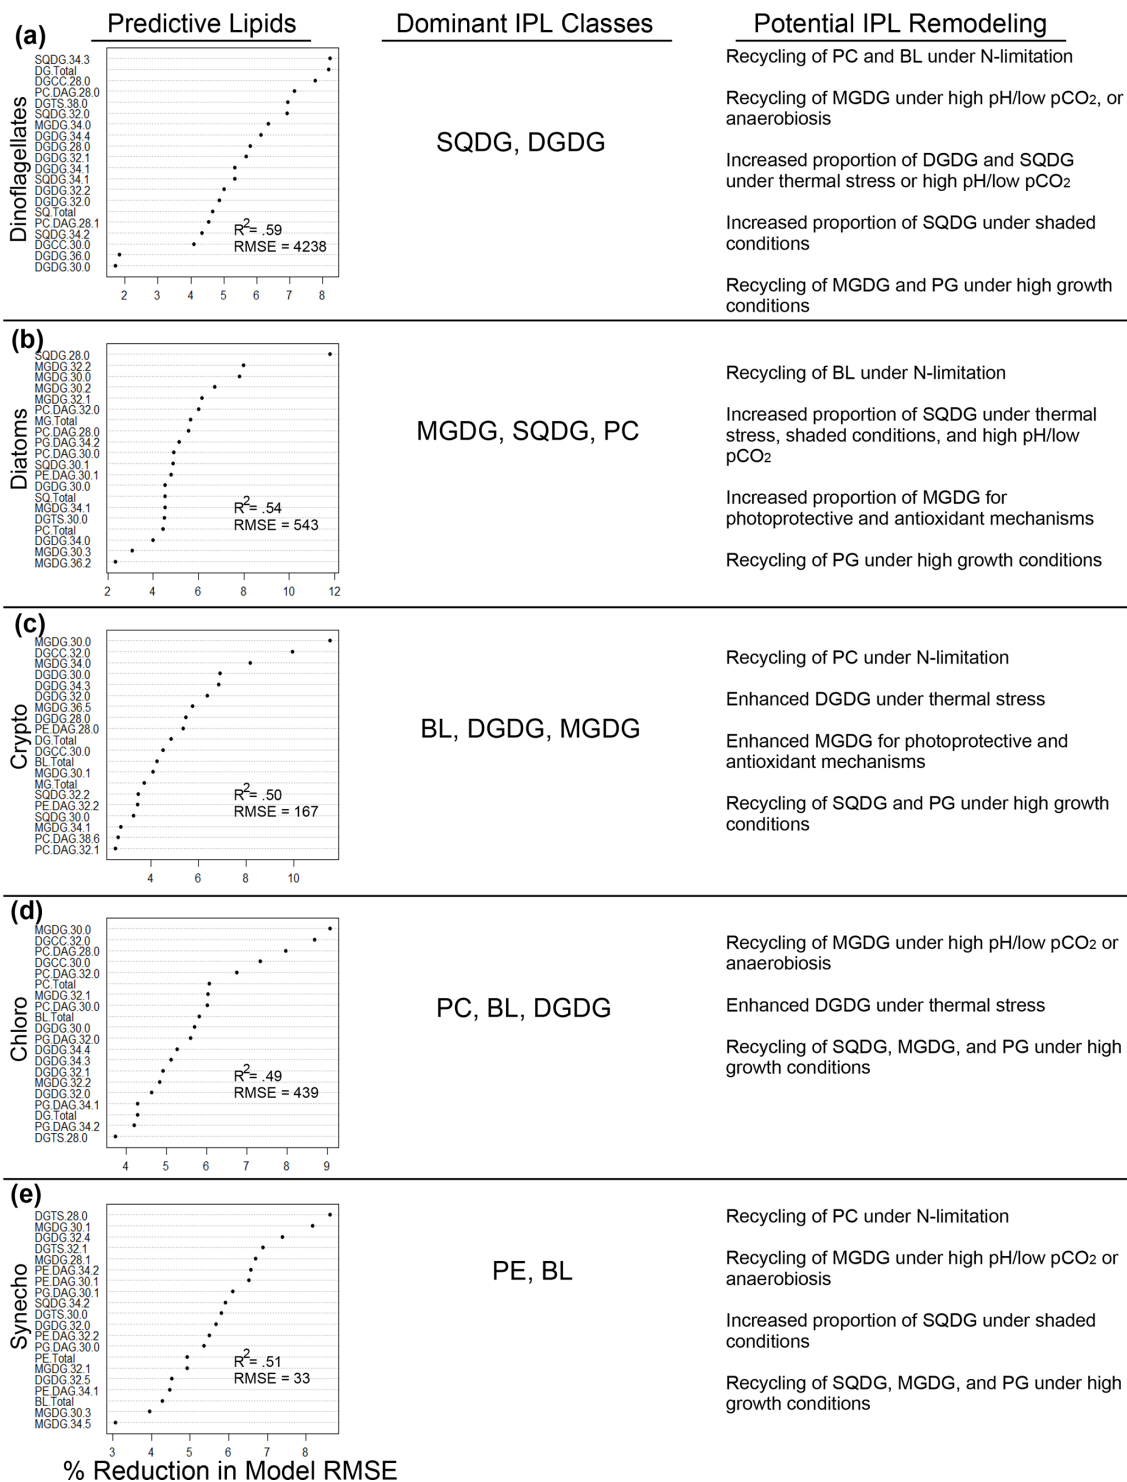 Predictive Lipids
Dominant IPL Classes
Potential IPL Remodeling
(a)
Dinoflagellates
SQDG.34.3
DG.Total
DGCC.28.0
PC.DAG.28.0
DGTS.38.0
SQDG.32.0
MGDG.34.0
DGDG.34.4
DGDG.28.0
DGDG.32.1
DGDG.34.1
SQDG.34.1
DGDG.32.2
DGDG.32.0
SQ.Total
PC.DAG.28.1
SQDG.34.2
DGCC.30.0
DGDG.36.0
DGDG.30.0
R2 = .59
RMSE = 4238
2 3 4 5 6 7 8
SQDG, DGDG
Recycling of PC and BL under N-limitation
Recycling of MGDG under high pH/low pCO2, or
anaerobiosis
Increased proportion of DGDG and SQDG
under thermal stress or high pH/low pCO2
Increased proportion of SQDG under shaded
conditions
Recycling of MGDG and PG under high growth
conditions
(b)
Diatoms
SQDG.28.0
MGDG.32.2
MGDG.30.0
MGDG.30.2
MGDG.32.1
PC.DAG.32.0
MG.Total
PC.DAG.28.0
PG.DAG.34.2
PC.DAG.30.0
SQDG.30.1
PE.DAG.30.1
DGDG.30.0
SQ.Total
MGDG.34.1
DGTS.30.0
PC.Total
DGDG.34.0
MGDG.30.3
MGDG.36.2
R2 = .54
RMSE = 543
2 4 6 8 10 12
MGDG, SQDG, PC
Recycling of BL under N-limitation
Increased proportion of SQDG under thermal
stress, shaded conditions, and high pH/low
pCO2
Increased proportion of MGDG for
photoprotective and antioxidant mechanisms
Recycling of PG under high growth conditions
(c)
Crypto
MGDG.30.0
DGCC.32.0
MGDG.34.0
DGDG.30.0
DGDG.34.3
DGDG.32.0
MGDG.36.5
DGDG.28.0
PE.DAG.28.0
DG.Total
DGCC.30.0
BL.Total
MGDG.30.1
MG.Total
SQDG.32.2
PE.DAG.32.2
SQDG.30.0
MGDG.34.1
PC.DAG.38.6
PC.DAG.32.1
R2 = .50
RMSE = 167
4 6 8 10
BL, DGDG, MGDG
Recycling of PC under N-limitation
Enhanced DGDG under thermal stress
Enhanced MGDG for photoprotective and
antioxidant mechanisms
Recycling of SQDG and PG under high growth
conditions
(d)
Chloro
MGDG.30.0
DGCC.32.0
PC.DAG.28.0
DGCC.30.0
PC.DAG.32.0
PC.Total
MGDG.32.1
PC.DAG.30.0
BL.Total
DGDG.30.0
PG.DAG.32.0
DGDG.34.4
DGDG.34.3
DGDG.32.1
MGDG.32.2
DGDG.32.0
PG.DAG.34.1
DG.Total
PG.DAG.34.2
DGTS.28.0
R2 = .49
RMSE = 439
4 5 6 7 8 9
PC, BL, DGDG
Recycling of MGDG under high pH/low pCO2 or
anaerobiosis
Enhanced DGDG under thermal stress
Recycling of SQDG, MGDG, and PG under high
growth conditions
(e)
Synecho
DGTS.28.0
MGDG.30.1
DGDG.32.4
DGTS.32.1
MGDG.28.1
PE.DAG.34.2
PE.DAG.30.1
PG.DAG.30.1
SQDG.34.2
DGTS.30.0
DGDG.32.0
PE.DAG.32.2
PG.DAG.30.0
PE.Total
MGDG.32.1
DGDG.32.5
PE.DAG.34.1
BL.Total
MGDG.30.3
MGDG.34.5
R2 = .51
RMSE = 33
3 4 5 6 7 8
PE, BL
Recycling of PC under N-limitation
Recycling of MGDG under high pH/low pCO2 or
anaerobiosis
Increased proportion of SQDG under shaded
conditions
Recycling of SQDG, MGDG, and PG under high
growth conditions
% Reduction in Model RMSE